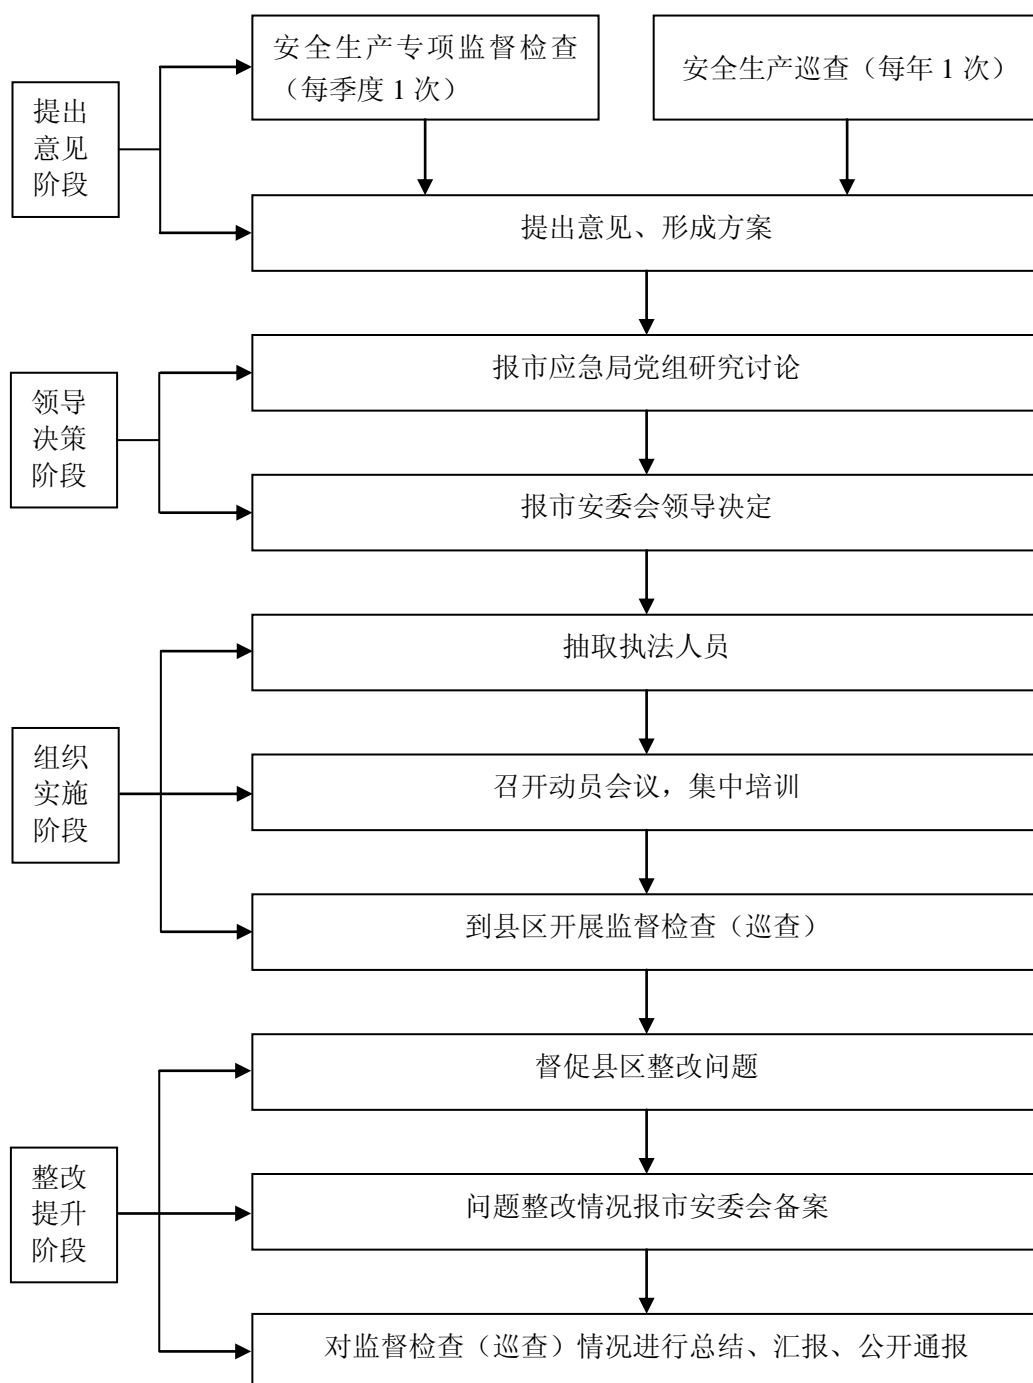 安全生产专项监督检查
（每季度 1 次）
安全生产巡查（每年 1 次）
提出
意见
阶段
提出意见、形成方案
报市应急局党组研究讨论
领导
决策
阶段
报市安委会领导决定
抽取执法人员
组织
实施
阶段
召开动员会议，集中培训
到县区开展监督检查（巡查）
督促县区整改问题
整改
提升
阶段
问题整改情况报市安委会备案
对监督检查（巡查）情况进行总结、汇报、公开通报